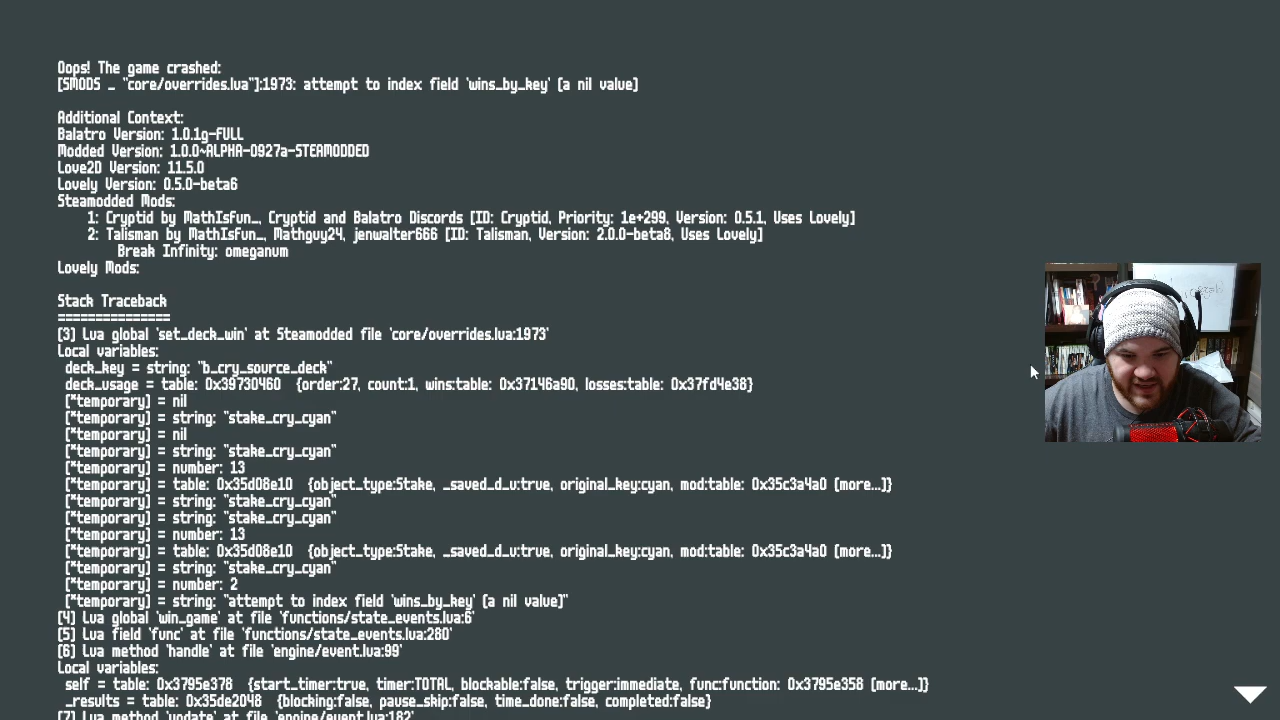 Oops! The game crashed:
[SMODS _ "core/overrides.lua"]:1973: attempt to index field 'wins_by_key' (a nil value)
Additional Context:
Balatro Version: 1.0.1g-FULL
Modded Version: 1.0.0~ALPHA-0927a-STEAMODDED
Love2D Version: 11.5.0
Lovely Version: 0.5.0-beta6
Steamodded Mods:
1: Cryptid by MathIsFun_, Cryptid and Balatro Discords [ID: Cryptid, Priority: 1e+299, Version: 0.5.1, Uses Lovely]
2: Talisman by MathIsFun_, Mathguy24, jenwalter666 [ID: Talisman, Version: 2.0.0-beta8, Uses Lovely]
Break Infinity: omeganum
Lovely Mods:
Stack Traceback
===============
(3) Lua global 'set_deck_win' at Steamodded file 'core/overrides.lua:1973'
Local variables:
deck_key = string: "b_cry_source_deck"
deck_usage = table: 0x39730460 {order:27, count:1, wins:table: 0x37146a90, losses:table: 0x37fd4e38}
(*temporary) = nil
(*temporary) = string: "stake_cry_cyan"
(*temporary) = nil
(*temporary) = string: "stake_cry_cyan"
(*temporary) = number: 13
(*temporary) = table: 0x35d08e10 {object_type:Stake, _saved_d_u:true, original_key:cyan, mod:table: 0x35c3a4a0 (more...)}
(*temporary) = string: "stake_cry_cyan"
(*temporary) = string: "stake_cry_cyan"
(*temporary) = number: 13
(*temporary) = table: 0x35d08e10 {object_type:Stake, _saved_d_u:true, original_key:cyan, mod:table: 0x35c3a4a0 (more...)}
(*temporary) = string: "stake_cry_cyan"
(*temporary) = number: 2
(*temporary) = string: "attempt to index field 'wins_by_key' (a nil value)"
(4) Lua global 'win_game' at file 'functions/state_events.lua:6'
(5) Lua field 'func' at file 'functions/state_events.lua:280'
(6) Lua method 'handle' at file 'engine/event.lua:99'
Local variables:
self = table: 0x3795e378 {start_timer:true, timer:TOTAL, blockable:false, trigger:immediate, func:function: 0x3795e358 (more...)}
_results = table: 0x35de2048 {blocking:false, pause_skip:false, time_done:false, completed:false}
(7) Lua method 'update' at file 'engine/event.lua:182'